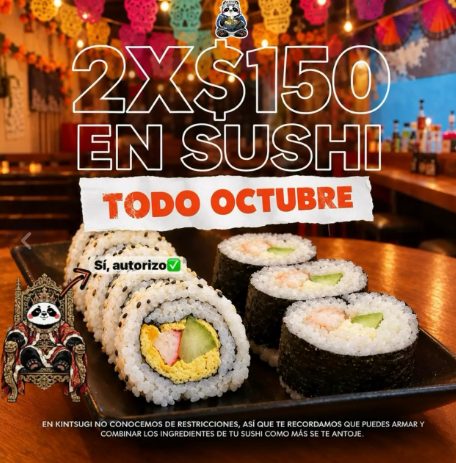 2X$150
EN SUSHI
TODO OCTUBRE
Sí, autorizo✅
EN KINTSUGI NO CONOCEMOS DE RESTRICCIONES, ASÍ QUE TE RECORDAMOS QUE PUEDES ARMAR Y
COMBINAR LOS INGREDIENTES DE TU SUSHI COMO MÁS SE TE ANTOJE.